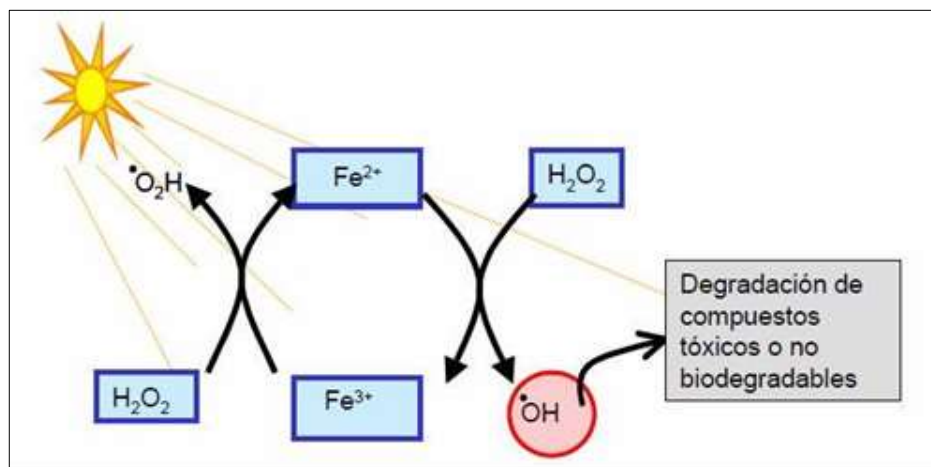 Fe²⁺
H₂O₂
•O₂H
Degradación de
compuestos
tóxicos o no
biodegradables
H₂O₂
Fe³⁺
•OH